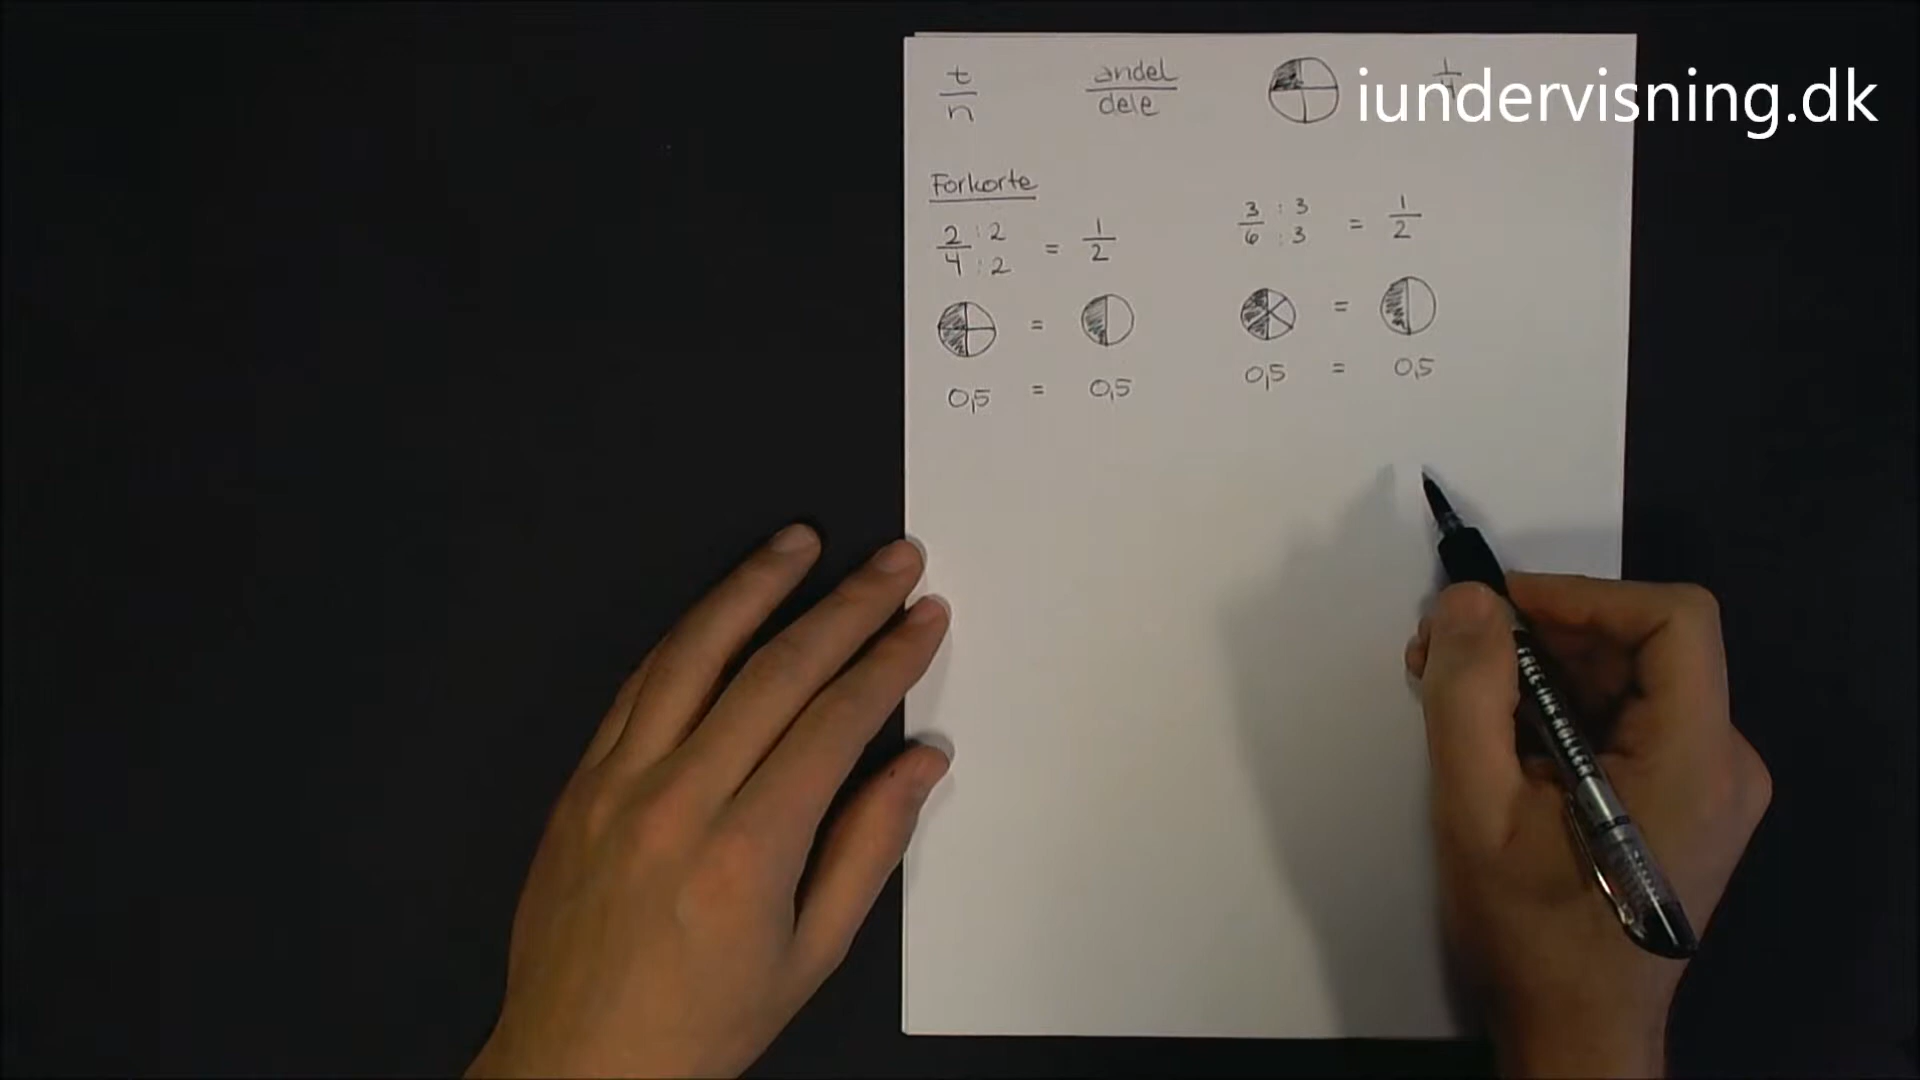 t/n andel/dele 1/4
iundervisning.dk
Forkorte
2:2/4:2 = 1/2
3:3/6:3 = 1/2
=
=
0,5 = 0,5
0,5 = 0,5
FREE INK ROLLER